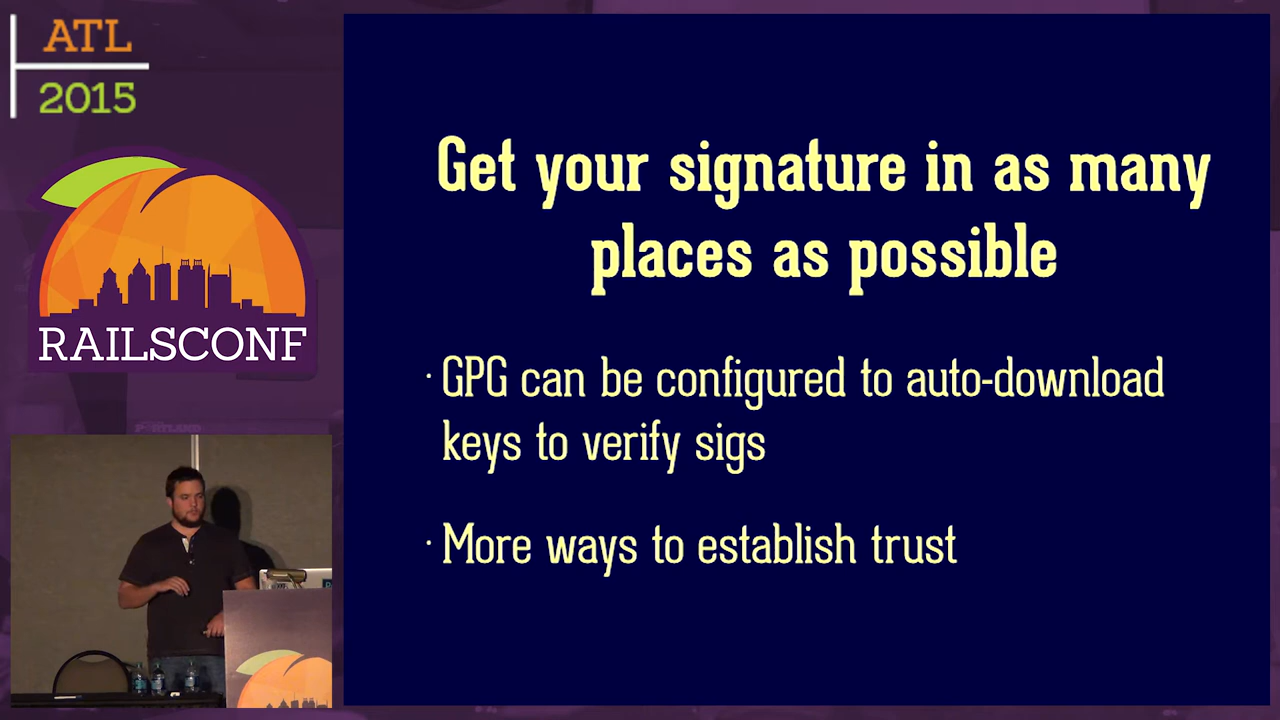 ATL
2015
RAILSCONF
Get your signature in as many
places as possible
· GPG can be configured to auto-download
keys to verify sigs
· More ways to establish trust